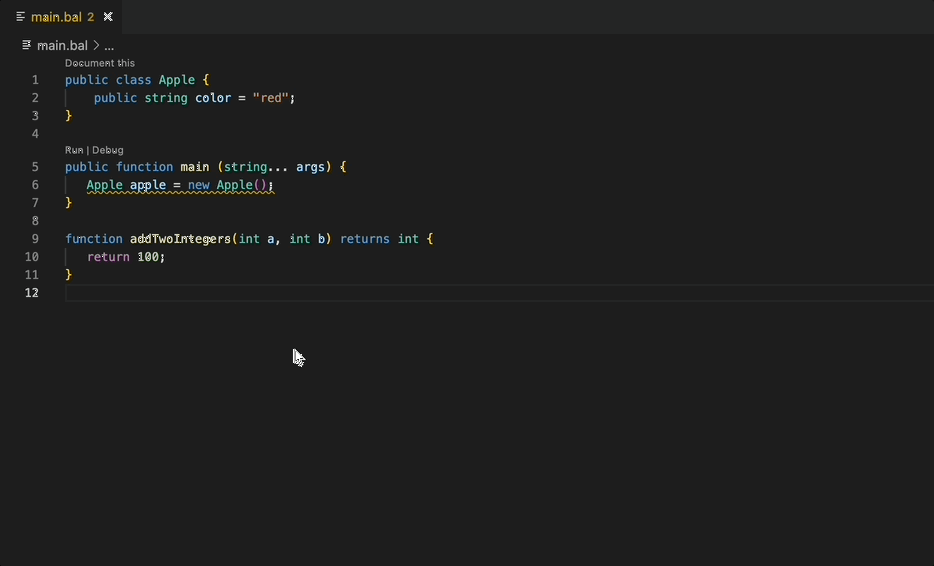 main.bal 2
main.bal > ...
Document this
1 public class Apple {
2     public string color = "red";
3 }
4
Run | Debug
5 public function main (string... args) {
6    Apple apple = new Apple();
7 }
8
9 function addTwoIntegers(int a, int b) returns int {
10    return 100;
11 }
12